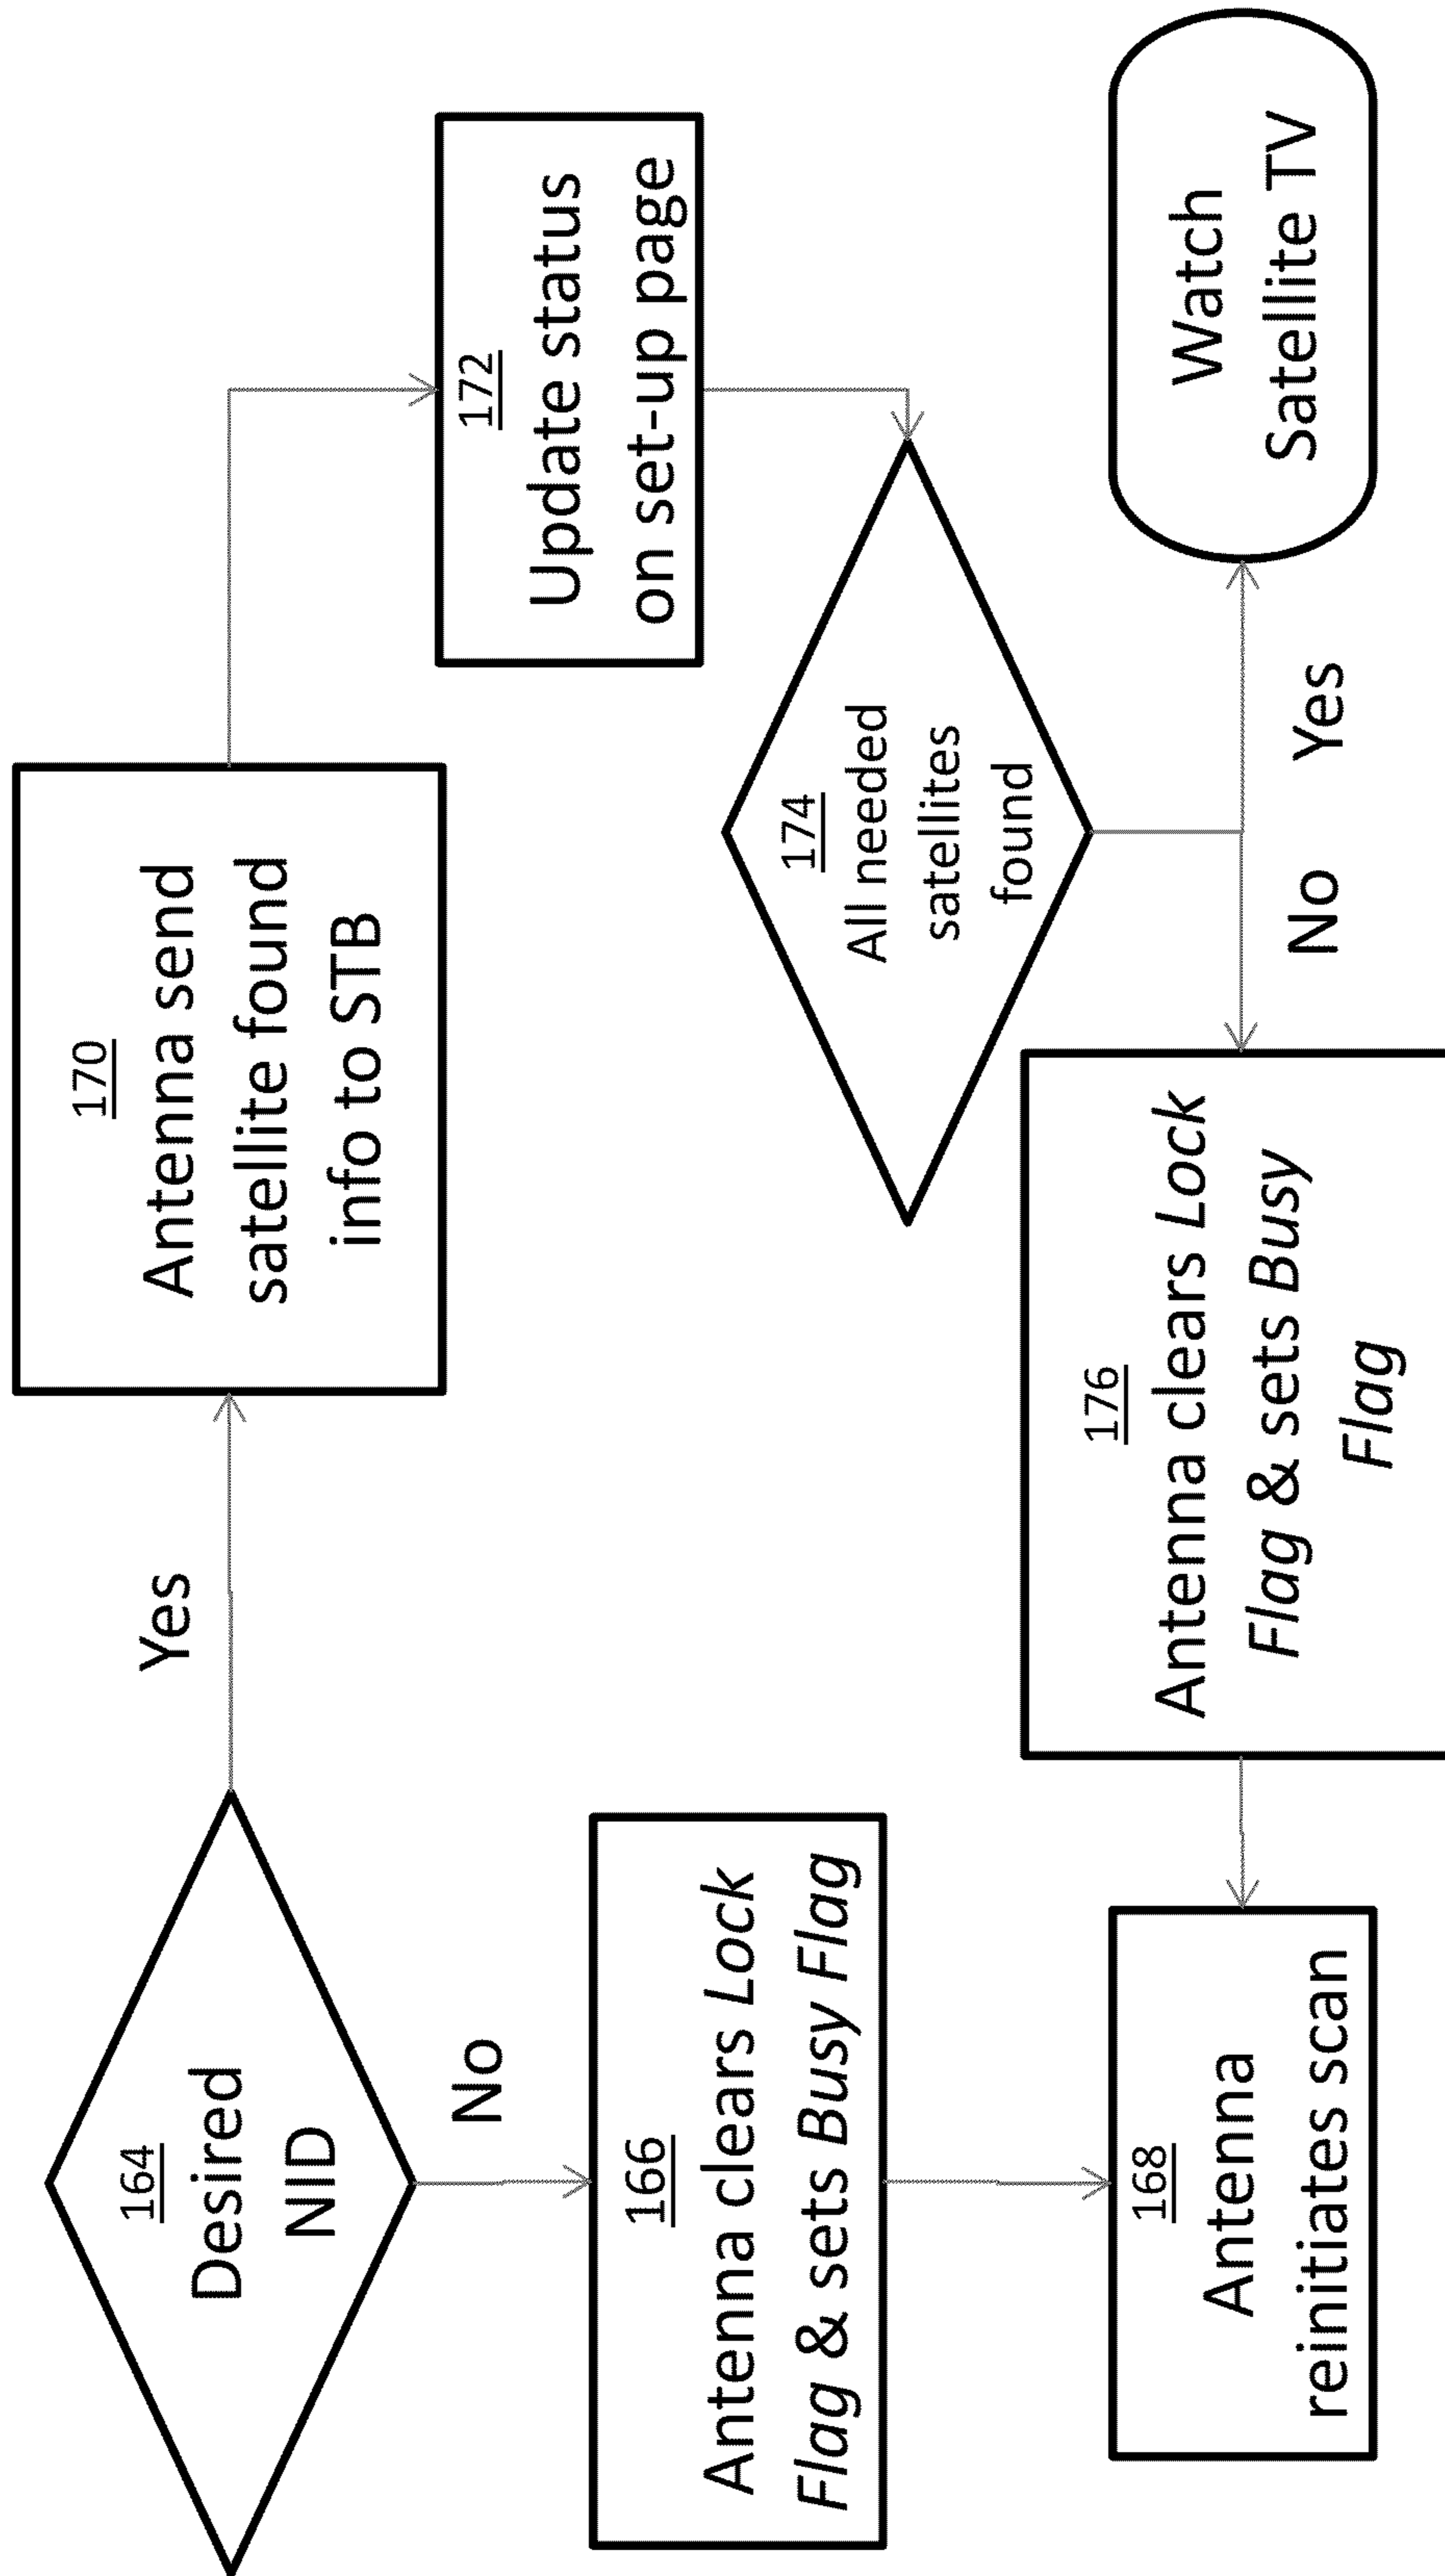 164
Desired
NID
Yes
170
Antenna send
satellite found
info to STB
No
166
Antenna clears Lock
Flag & sets Busy Flag
172
Update status
on set-up page
174
All needed
satellites
found
168
Antenna
reinitiates scan
176
Antenna clears Lock
Flag & sets Busy
Flag
No
Yes
Watch
Satellite TV